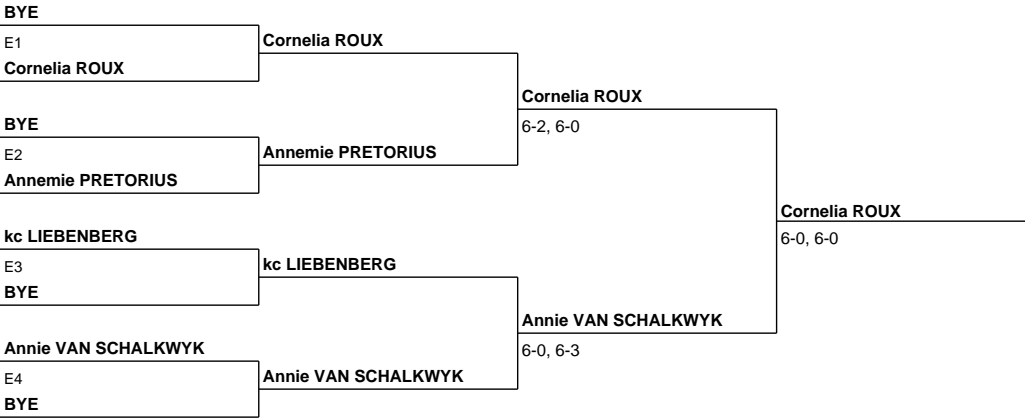 BYE
E1
Cornelia ROUX
Cornelia ROUX
BYE
E2
Annemie PRETORIUS
Annemie PRETORIUS
Cornelia ROUX
6-2, 6-0
kc LIEBENBERG
E3
BYE
kc LIEBENBERG
Annie VAN SCHALKWYK
E4
BYE
Annie VAN SCHALKWYK
Annie VAN SCHALKWYK
6-0, 6-3
Cornelia ROUX
6-0, 6-0